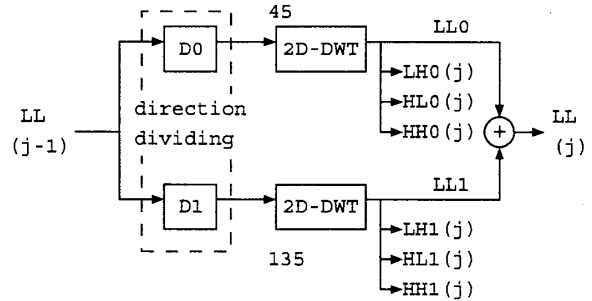 45
LL0
D0
2D-DWT
LH0(j)
HL0(j)
HH0(j)
LL
(j-1)
direction
dividing
+
LL
(j)
LL1
D1
2D-DWT
LH1(j)
HL1(j)
HH1(j)
135